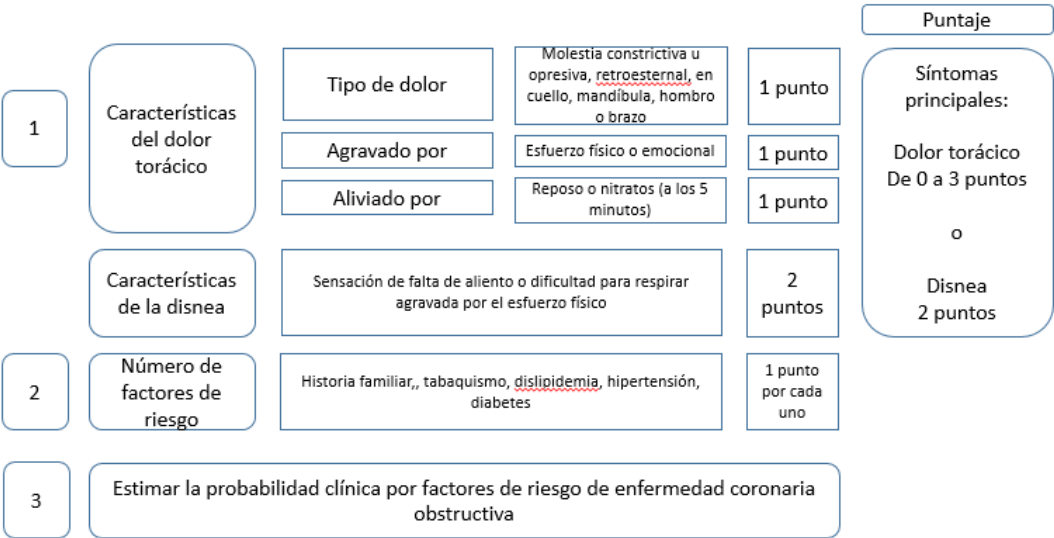 Puntaje
1
Características
del dolor
torácico
Tipo de dolor
Molestia constrictiva u
opresiva, retroesternal, en
cuello, mandíbula, hombro
o brazo
1 punto
Agravado por
Esfuerzo físico o emocional
1 punto
Aliviado por
Reposo o nitratos (a los 5
minutos)
1 punto
Síntomas
principales:
Dolor torácico
De 0 a 3 puntos
o
Disnea
2 puntos
Características
de la disnea
Sensación de falta de aliento o dificultad para respirar
agravada por el esfuerzo físico
2
puntos
2
Número de
factores de
riesgo
Historia familiar,, tabaquismo, dislipidemia, hipertensión,
diabetes
1 punto
por cada
uno
3
Estimar la probabilidad clínica por factores de riesgo de enfermedad coronaria
obstructiva